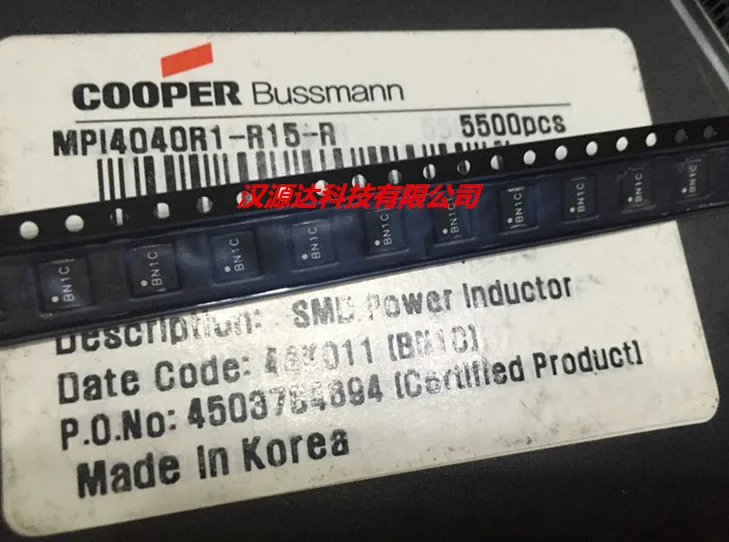 COOPER Bussmann
MPI4040R1-R15-R 5500pcs
汉源达科技有限公司
BN1C BN1C BN1C BN1C BN1C BN1C BN1C BN1C BN1C BN1C
Description: SMD Power Inductor
Date Code: (BN1C)
P.O.No: (Certified Product)
Made In Korea